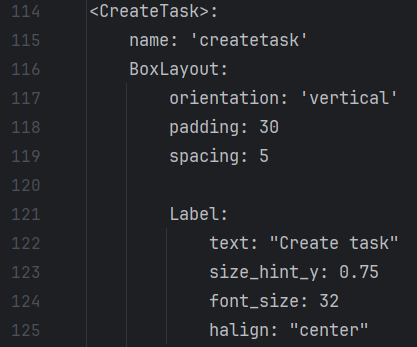 114 <CreateTask>:
115 name: 'createtask'
116 BoxLayout:
117 orientation: 'vertical'
118 padding: 30
119 spacing: 5
120
121 Label:
122 text: "Create task"
123 size_hint_y: 0.75
124 font_size: 32
125 halign: "center"